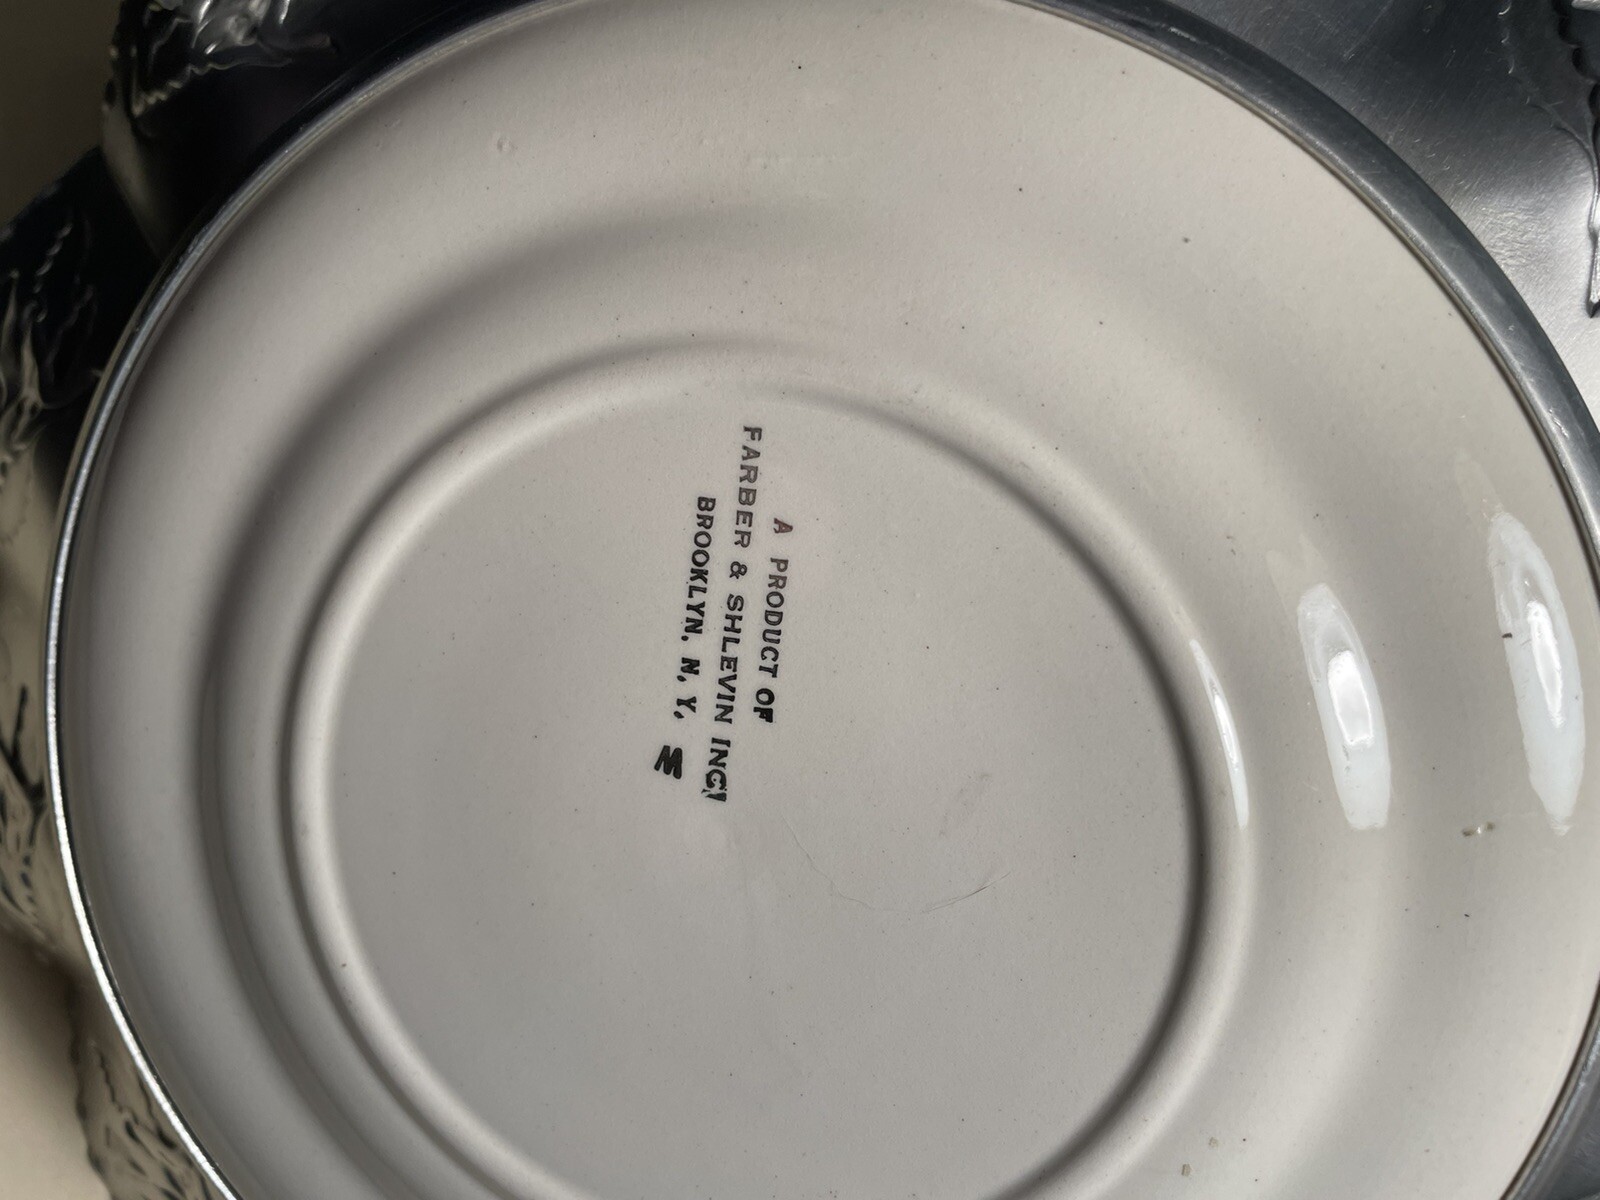 A PRODUCT OF
FARBER & SHLEVIN INC.
BROOKLYN, N, Y,